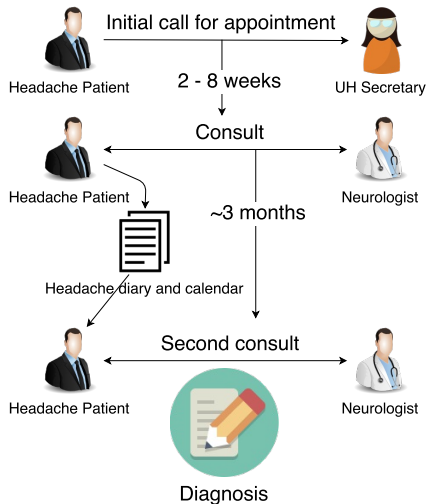 Initial call for appointment
Headache Patient
UH Secretary
2 - 8 weeks
Consult
Headache Patient
Neurologist
~3 months
Headache diary and calendar
Second consult
Headache Patient
Neurologist
Diagnosis